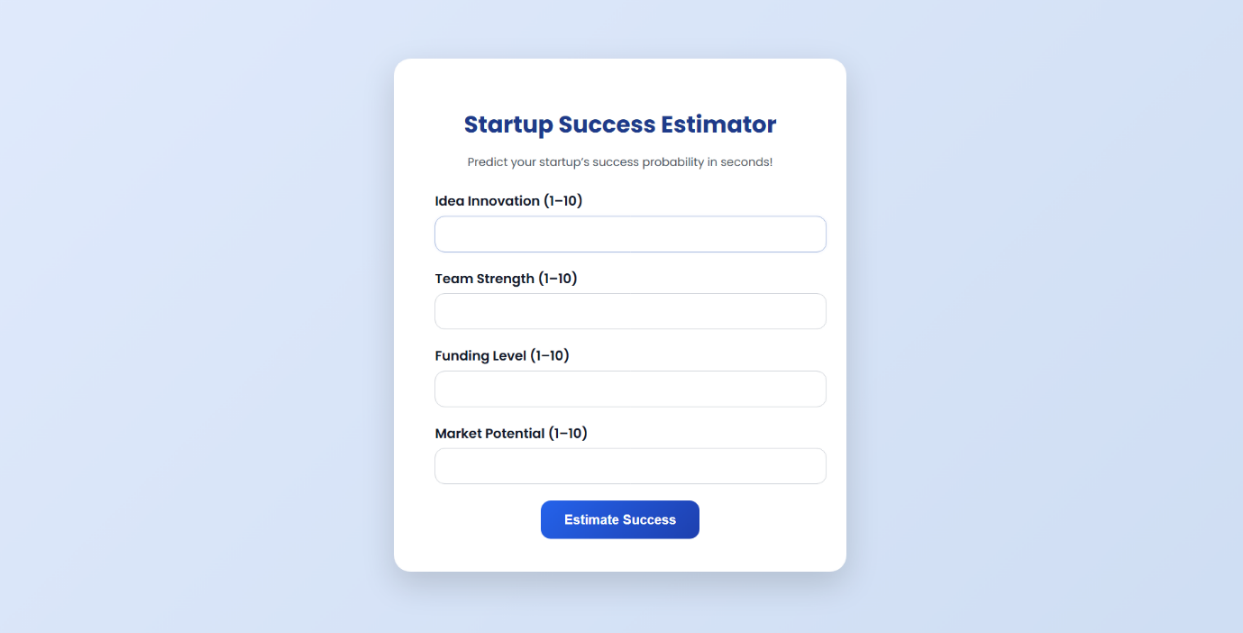 Startup Success Estimator
Predict your startup's success probability in seconds!
Idea Innovation (1–10)
Team Strength (1–10)
Funding Level (1–10)
Market Potential (1–10)
Estimate Success